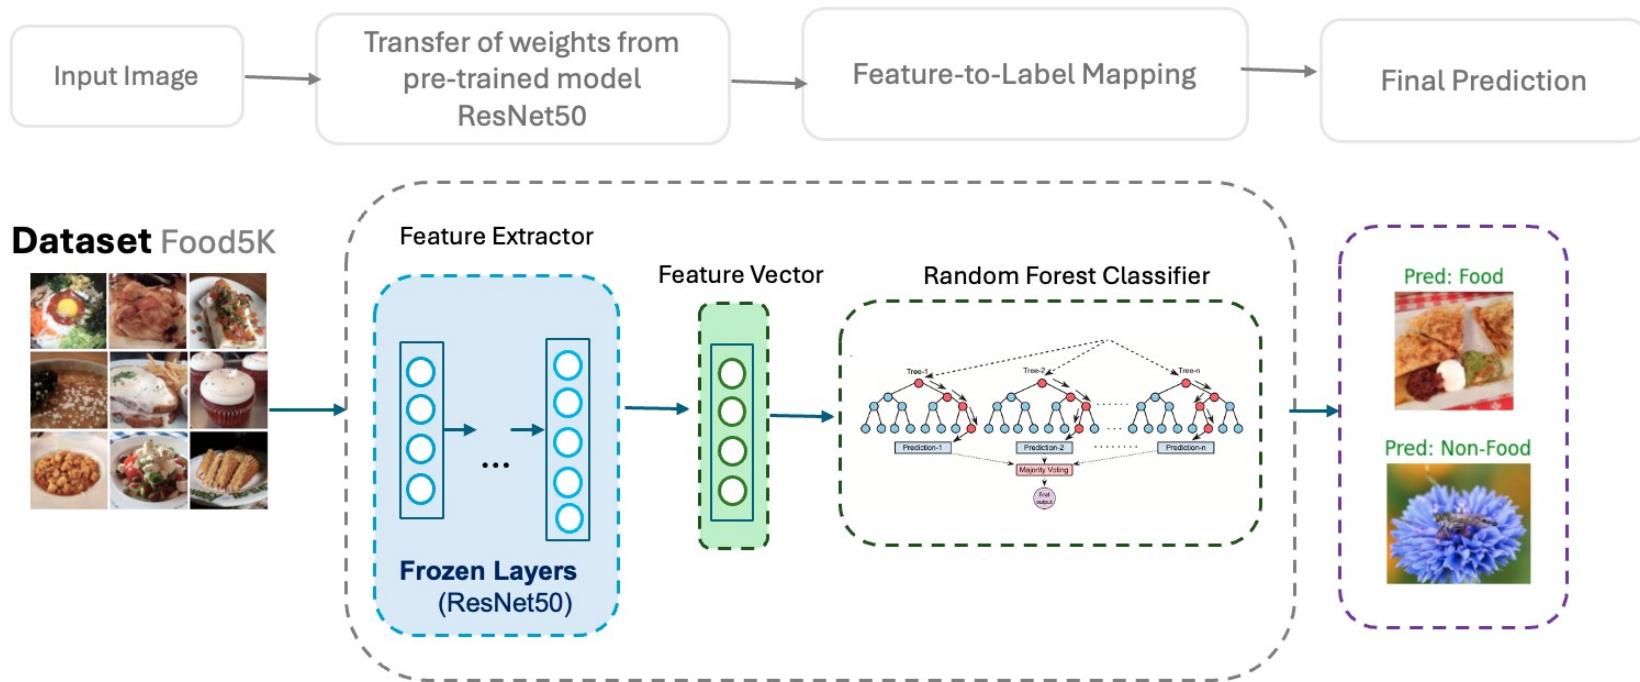 Input Image
Transfer of weights from
pre-trained model
ResNet50
Feature-to-Label Mapping
Final Prediction
Dataset Food5K
Feature Extractor
Feature Vector
Random Forest Classifier
Frozen Layers
(ResNet50)
...
Tree-1
Tree-2
Tree-n
Prediction-1
Prediction-2
Prediction-n
Majority Voting
Final
output
Pred: Food
Pred: Non-Food